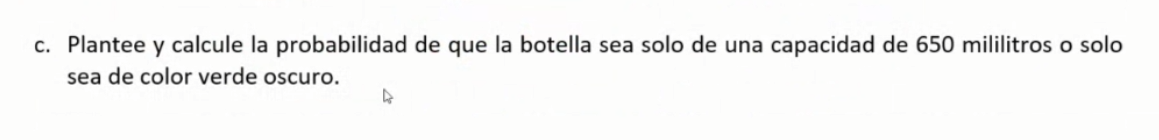 c. Plantee y calcule la probabilidad de que la botella sea solo de una capacidad de 650 mililitros o solo
sea de color verde oscuro.